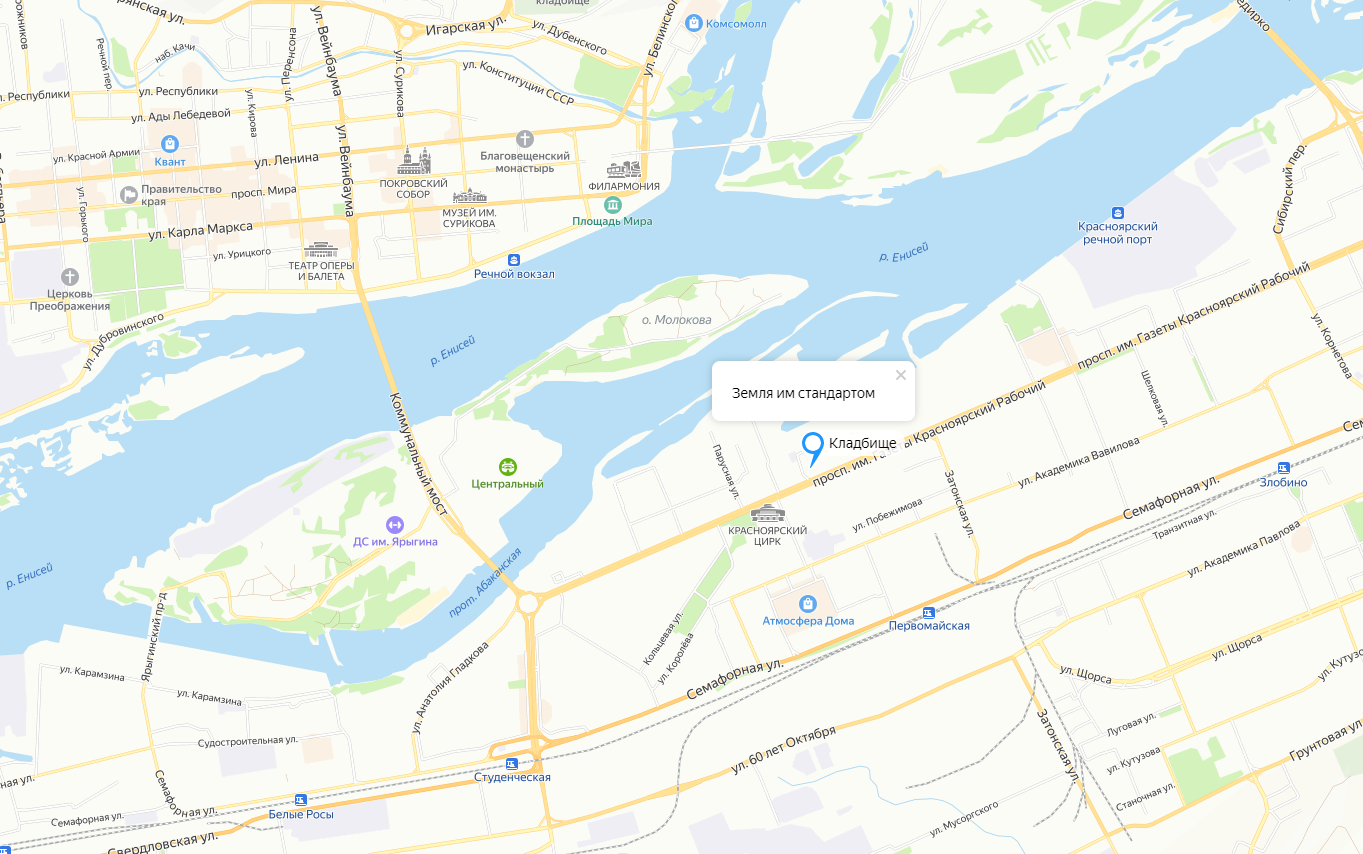 Игарская ул.
Комсомолл
кладбище
ул. Дубенского
ул. Белинского
наб. Качи
Речной пер.
ул. Перенсона
ул. Вейнбаума
ул. Сурикова
ул. Конституции СССР
ул. Республики
ул. Республики
ул. Ады Лебедевой
ул. Кирова
ул. Вейнбаума
ул. Красной Армии
Квант
ул. Ленина
Благовещенский
монастырь
ПОКРОВСКИЙ
СОБОР
ФИЛАРМОНИЯ
Правительство
края
просп. Мира
ул. Горького
МУЗЕЙ ИМ.
СУРИКОВА
Площадь Мира
ул. Карла Маркса
ул. Урицкого
ТЕАТР ОПЕРЫ
И БАЛЕТА
Речной вокзал
Церковь
Преображения
ул. Дубровинского
р. Енисей
Красноярский
речной порт
Сибирский пер.
р. Енисей
о. Молокова
просп. им. Газеты Красноярский Рабочий
ул. Корнетова
Земля им стандартом
Шелковая ул.
Коммунальный мост
Кладбище
просп. им. Газеты Красноярский Рабочий
Парусная ул.
ул. Академика Вавилова
Центральный
Затонская ул.
Злобино
Семафорная ул.
ул. Побежимова
Транзитная ул.
КРАСНОЯРСКИЙ
ЦИРК
ДС им. Ярыгина
ул. Академика Павлова
р. Енисей
прот. Абаканская
Ярыгинский пр-д
Атмосфера Дома
Первомайская
Кольцевая ул.
ул. Королёва
ул. Щорса
ул. Щорса
Семафорная ул.
ул. Карамзина
ул. Карамзина
ул. Анатолия Гладкова
Затонская ул.
Луговая ул.
ул. 60 лет Октября
Судостроительная ул.
ул. Кутузова
Грунтовая ул.
Студенческая
Семафорная ул.
Станочная ул.
Белые Росы
Семафорная ул.
ул. Мусоргского
Свердловская ул.